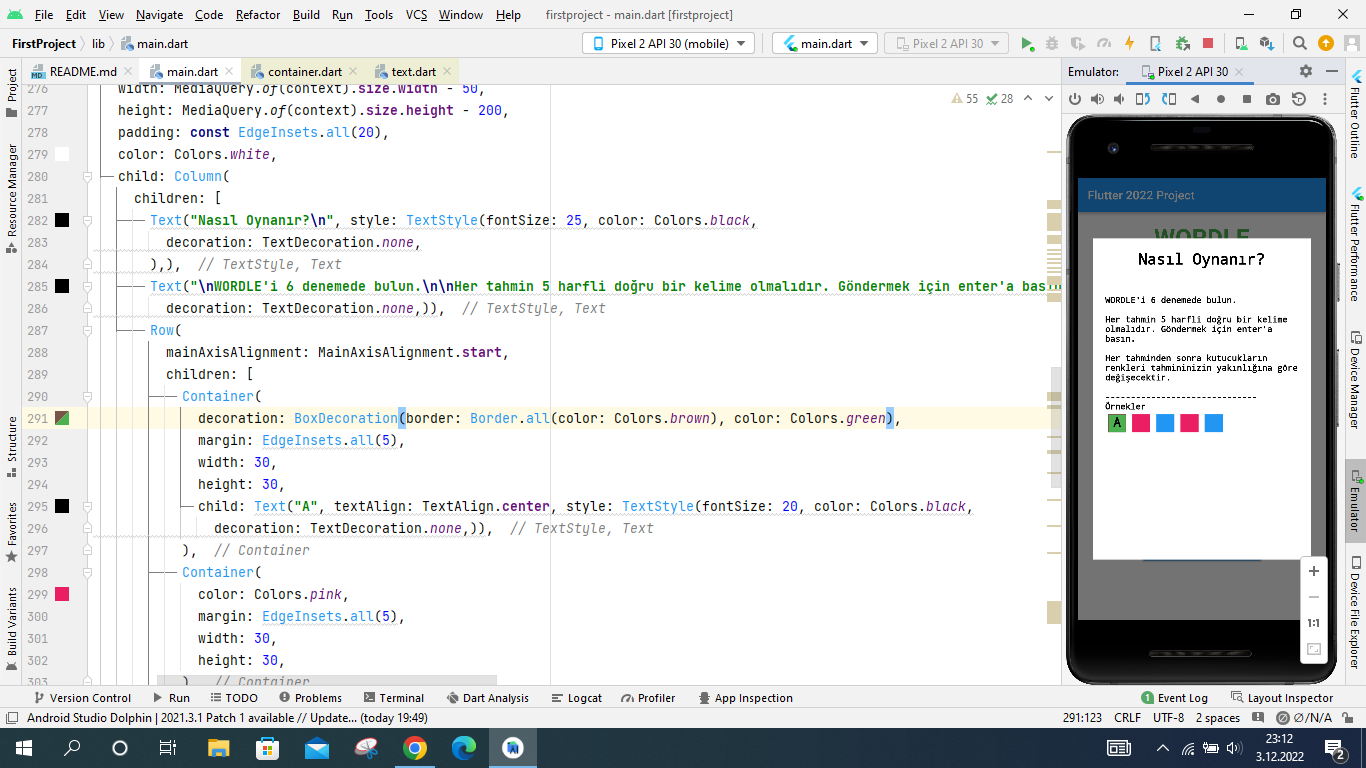 File Edit View Navigate Code Refactor Build Run Tools VCS Window Help firstproject - main.dart [firstproject]
FirstProject lib main.dart Pixel 2 API 30 (mobile) main.dart Pixel 2 API 30
README.md main.dart container.dart text.dart
Emulator: Pixel 2 API 30
Project
Resource Manager
Structure
Favorites
Build Variants
55 28
276 width: MediaQuery.of(context).size.width - 50,
277 height: MediaQuery.of(context).size.height - 200,
278 padding: const EdgeInsets.all(20),
279 color: Colors.white,
280 child: Column(
281 children: [
282 Text("Nasıl Oynanır?\n", style: TextStyle(fontSize: 25, color: Colors.black,
283 decoration: TextDecoration.none,
284 ),), // TextStyle, Text
285 Text("\nWORDLE'i 6 denemede bulun.\n\nHer tahmin 5 harfli doğru bir kelime olmalıdır. Göndermek için enter'a basın
286 decoration: TextDecoration.none,)), // TextStyle, Text
287 Row(
288 mainAxisAlignment: MainAxisAlignment.start,
289 children: [
290 Container(
291 decoration: BoxDecoration(border: Border.all(color: Colors.brown), color: Colors.green),
292 margin: EdgeInsets.all(5),
293 width: 30,
294 height: 30,
295 child: Text("A", textAlign: TextAlign.center, style: TextStyle(fontSize: 20, color: Colors.black,
296 decoration: TextDecoration.none,)), // TextStyle, Text
297 ), // Container
298 Container(
299 color: Colors.pink,
300 margin: EdgeInsets.all(5),
301 width: 30,
302 height: 30,
303 ) // Container
Flutter 2022 Project
WORDLE
Nasıl Oynanır?
WORDLE'i 6 denemede bulun.
Her tahmin 5 harfli doğru bir kelime
olmalıdır. Göndermek için enter'a
basın.
Her tahminden sonra kutucukların
renkleri tahmininizin yakınlığına göre
değişecektir.
----------------------------
Örnekler
A
1:1
Flutter Outline
Flutter Performance
Device Manager
Emulator
Device File Explorer
Version Control Run TODO Problems Terminal Dart Analysis Logcat Profiler App Inspection 1 Event Log Layout Inspector
Android Studio Dolphin | 2021.3.1 Patch 1 available // Update... (today 19:49) 291:123 CRLF UTF-8 2 spaces ∅/N/A
23:12
3.12.2022
2